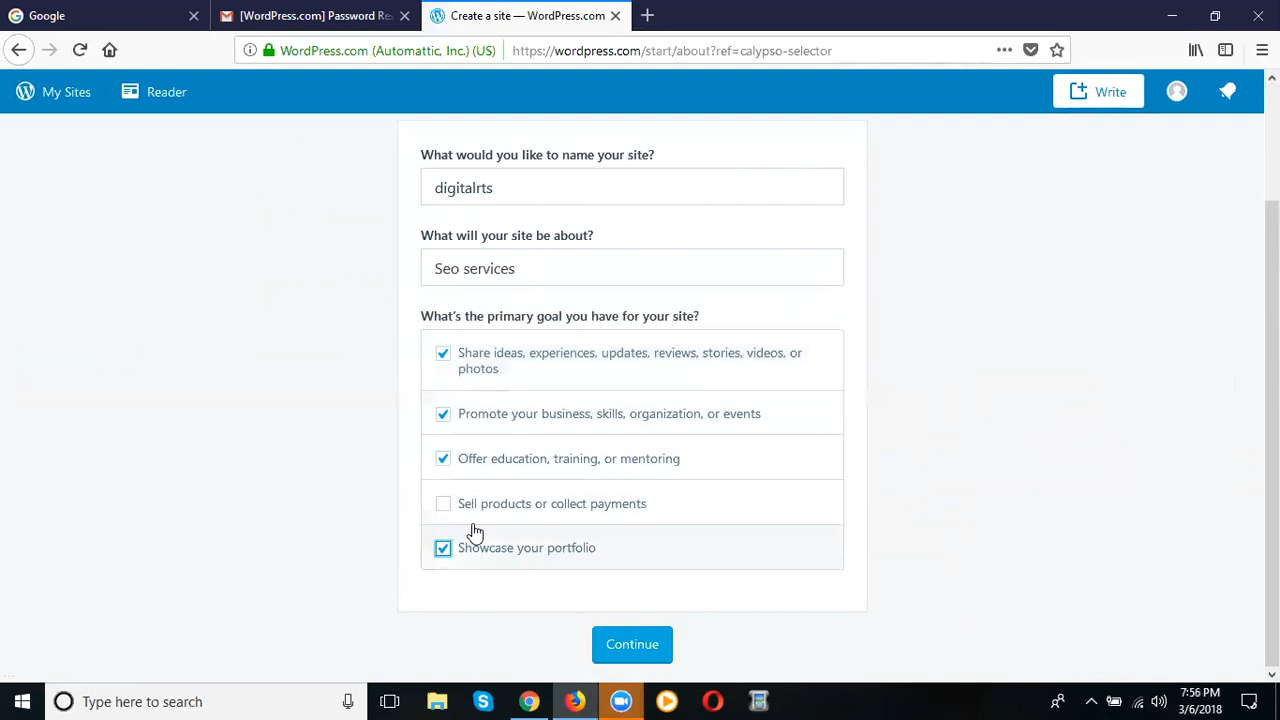 Google
[WordPress.com] Password Re
Create a site — WordPress.com
WordPress.com (Automattic, Inc.) (US)
https://wordpress.com/start/about?ref=calypso-selector
My Sites
Reader
Write
What would you like to name your site?
digitalrts
What will your site be about?
Seo services
What's the primary goal you have for your site?
Share ideas, experiences, updates, reviews, stories, videos, or
photos
Promote your business, skills, organization, or events
Offer education, training, or mentoring
Sell products or collect payments
Showcase your portfolio
Continue
Type here to search
7:56 PM
3/6/2018